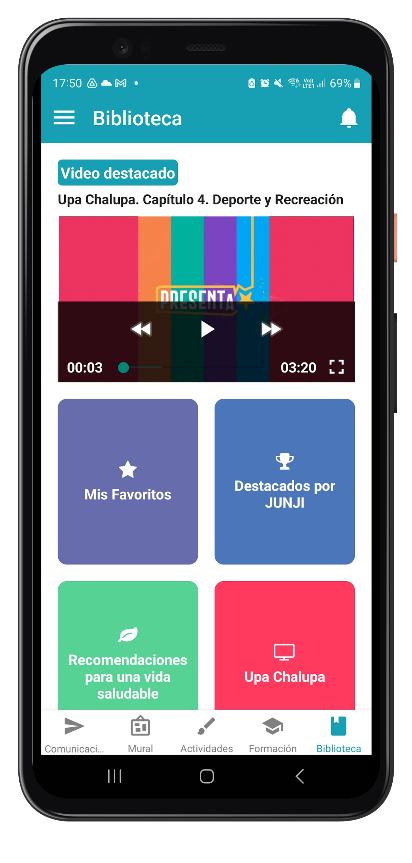 17:50
69%
Biblioteca
Video destacado
Upa Chalupa. Capítulo 4. Deporte y Recreación
PRESENTA
00:03
03:20
Mis Favoritos
Destacados por
JUNJI
Recomendaciones
para una vida
saludable
Upa Chalupa
Comunicaci...
Mural
Actividades
Formación
Biblioteca